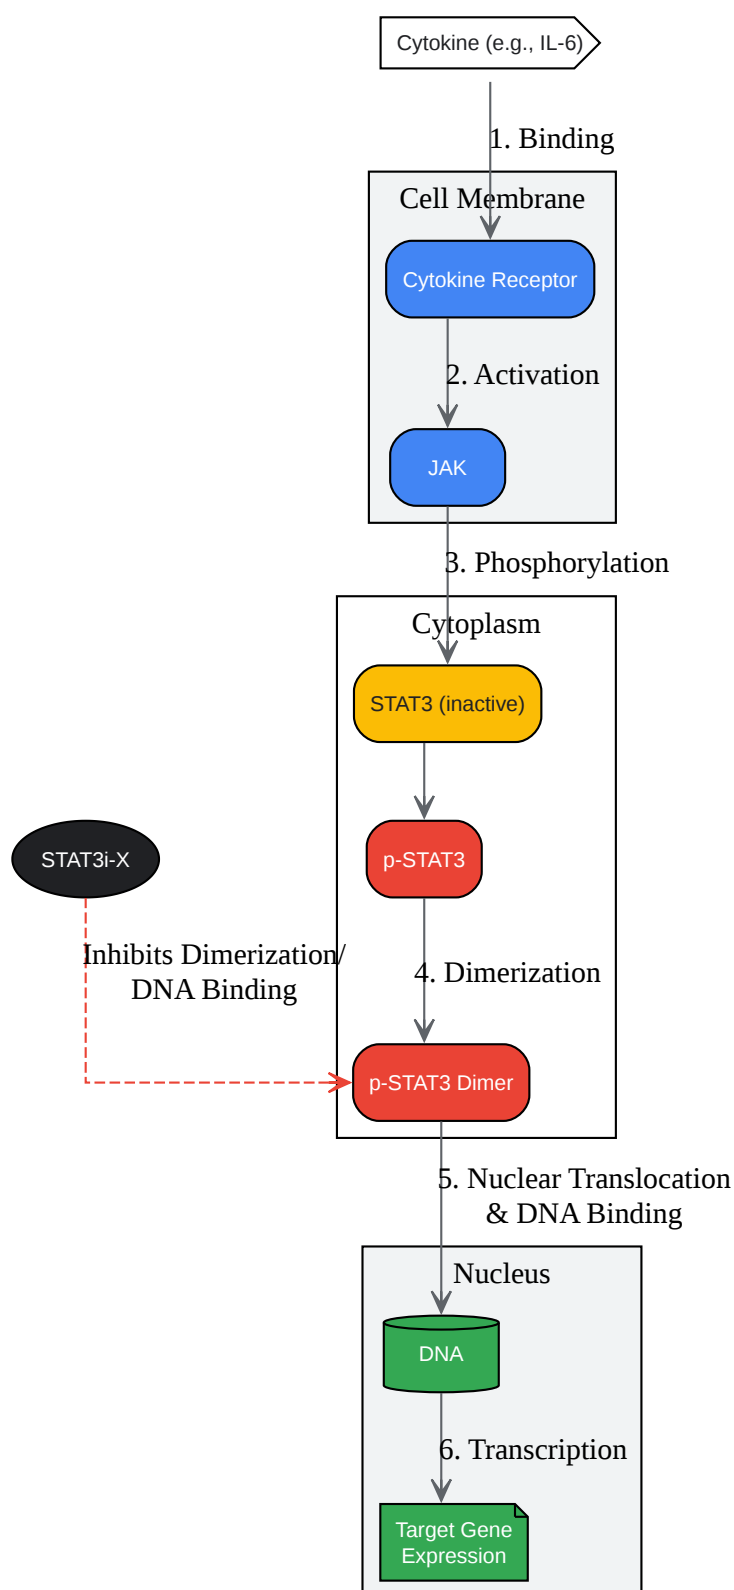 Cytokine (e.g., IL-6)
1. Binding
Cell Membrane
Cytokine Receptor
2. Activation
JAK
3. Phosphorylation
Cytoplasm
STAT3 (inactive)
p-STAT3
STAT3i-X
Inhibits Dimerization/
DNA Binding
4. Dimerization
p-STAT3 Dimer
5. Nuclear Translocation
& DNA Binding
Nucleus
DNA
6. Transcription
Target Gene
Expression